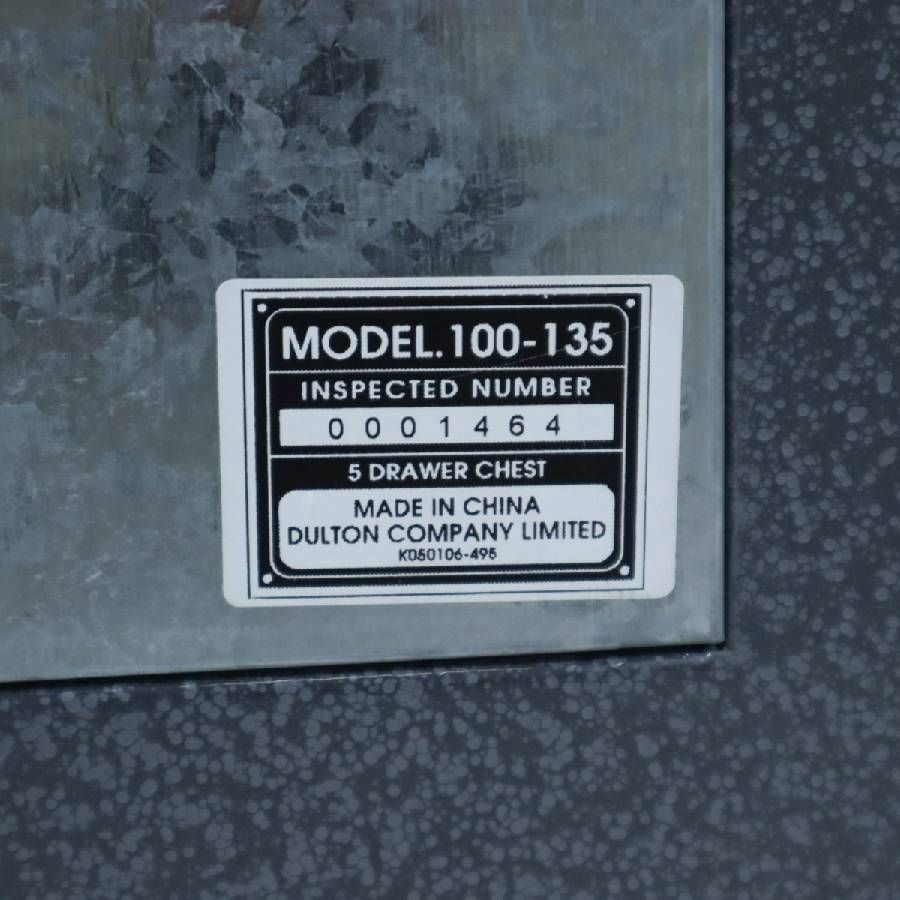 MODEL.100-135
INSPECTED NUMBER
0001464
5 DRAWER CHEST
MADE IN CHINA
DULTON COMPANY LIMITED
K050106-495